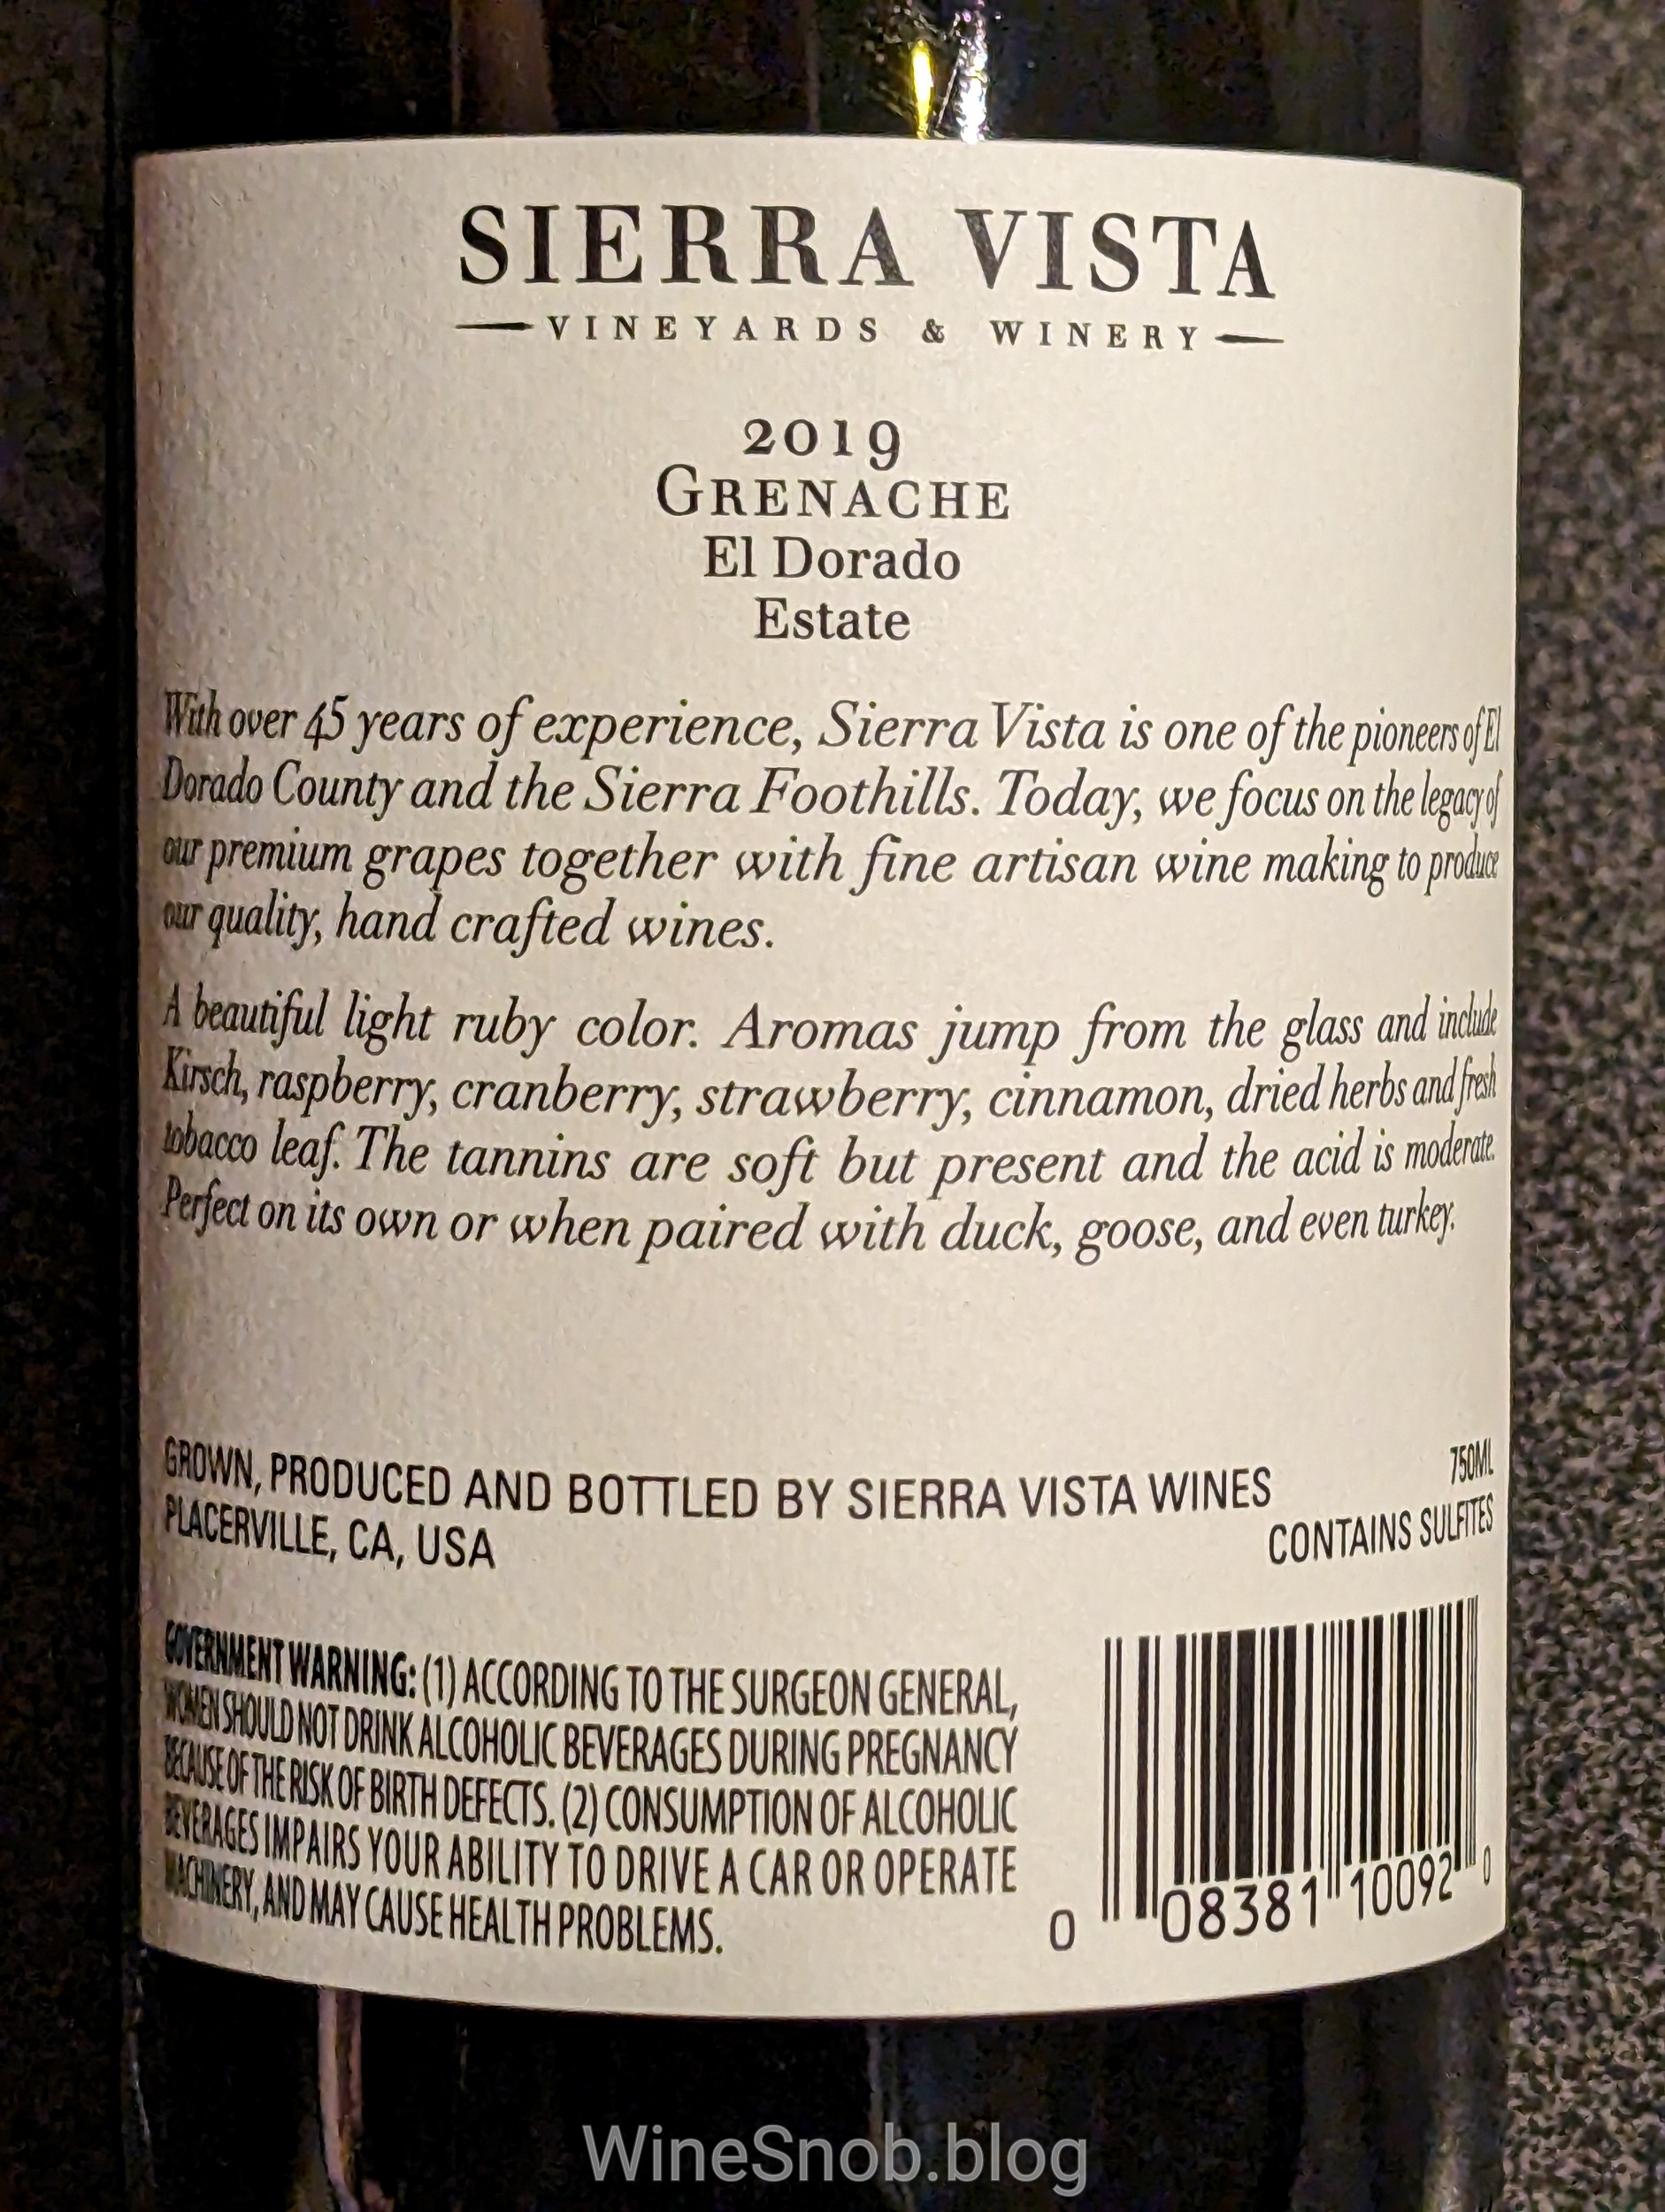 SIERRA VISTA
VINEYARDS & WINERY
2019
GRENACHE
El Dorado
Estate
With over 45 years of experience, Sierra Vista is one of the pioneers of El
Dorado County and the Sierra Foothills. Today, we focus on the legacy of
our premium grapes together with fine artisan wine making to produce
our quality, hand crafted wines.
A beautiful light ruby color. Aromas jump from the glass and include
Kirsch, raspberry, cranberry, strawberry, cinnamon, dried herbs and fresh
tobacco leaf. The tannins are soft but present and the acid is moderate.
Perfect on its own or when paired with duck, goose, and even turkey.
GROWN, PRODUCED AND BOTTLED BY SIERRA VISTA WINES
PLACERVILLE, CA, USA
750ML
CONTAINS SULFITES
GOVERNMENT WARNING: (1) ACCORDING TO THE SURGEON GENERAL,
WOMEN SHOULD NOT DRINK ALCOHOLIC BEVERAGES DURING PREGNANCY
BECAUSE OF THE RISK OF BIRTH DEFECTS. (2) CONSUMPTION OF ALCOHOLIC
BEVERAGES IMPAIRS YOUR ABILITY TO DRIVE A CAR OR OPERATE
MACHINERY, AND MAY CAUSE HEALTH PROBLEMS.
0 08381 10092 0
WineSnob.blog